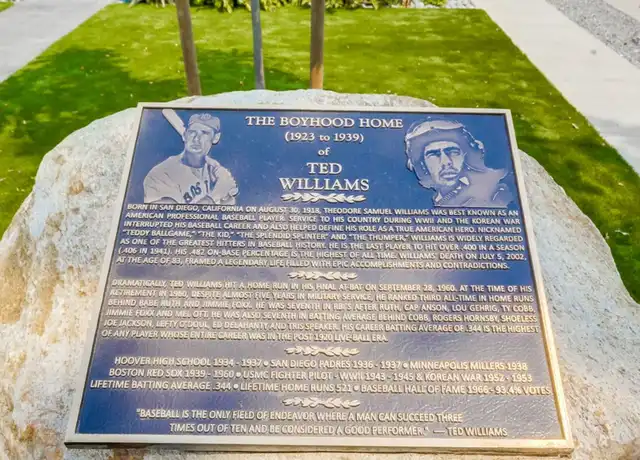 THE BOYHOOD HOME
(1923 to 1939)
of
TED
WILLIAMS
BORN IN SAN DIEGO, CALIFORNIA ON AUGUST 30, 1918, THEODORE SAMUEL WILLIAMS WAS BEST KNOWN AS AN
AMERICAN PROFESSIONAL BASEBALL PLAYER. SERVICE TO HIS COUNTRY DURING WWII AND THE KOREAN WAR
INTERRUPTED HIS BASEBALL CAREER AND ALSO HELPED DEFINE HIS ROLE AS A TRUE AMERICAN HERO. NICKNAMED
"TEDDY BALLGAME," "THE KID," "THE SPLENDID SPLINTER" AND "THE THUMPER," WILLIAMS IS WIDELY REGARDED
AS ONE OF THE GREATEST HITTERS IN BASEBALL HISTORY. HE IS THE LAST PLAYER TO HIT OVER .400 IN A SEASON
(.406 IN 1941). HIS .482 ON-BASE PERCENTAGE IS THE HIGHEST OF ALL TIME. WILLIAMS' DEATH ON JULY 5, 2002,
AT THE AGE OF 83, FRAMED A LEGENDARY LIFE FILLED WITH EPIC ACCOMPLISHMENTS AND CONTRADICTIONS.
DRAMATICALLY, TED WILLIAMS HIT A HOME RUN IN HIS FINAL AT-BAT ON SEPTEMBER 28, 1960. AT THE TIME OF HIS
RETIREMENT IN 1960, DESPITE ALMOST FIVE YEARS IN MILITARY SERVICE, HE RANKED THIRD ALL-TIME IN HOME RUNS
BEHIND BABE RUTH AND JIMMIE FOXX. HE WAS SEVENTH IN RBI'S AFTER RUTH, CAP ANSON, LOU GEHRIG, TY COBB,
JIMMIE FOXX AND MEL OTT. HE WAS ALSO SEVENTH IN BATTING AVERAGE BEHIND COBB, ROGERS HORNSBY, SHOELESS
JOE JACKSON, LEFTY O'DOUL, ED DELAHANTY AND TRIS SPEAKER. HIS CAREER BATTING AVERAGE OF .344 IS THE HIGHEST
OF ANY PLAYER WHOSE ENTIRE CAREER WAS IN THE POST 1920 LIVE-BALL ERA.
HOOVER HIGH SCHOOL 1934 - 1937 • SAN DIEGO PADRES 1936 - 1937 • MINNEAPOLIS MILLERS 1938
BOSTON RED SOX 1939 - 1960 • USMC FIGHTER PILOT - WWII 1943 - 1945 & KOREAN WAR 1952 - 1953
LIFETIME BATTING AVERAGE .344 • LIFETIME HOME RUNS 521 • BASEBALL HALL OF FAME 1966 - 93.4% VOTES
"BASEBALL IS THE ONLY FIELD OF ENDEAVOR WHERE A MAN CAN SUCCEED THREE
TIMES OUT OF TEN AND BE CONSIDERED A GOOD PERFORMER." — TED WILLIAMS